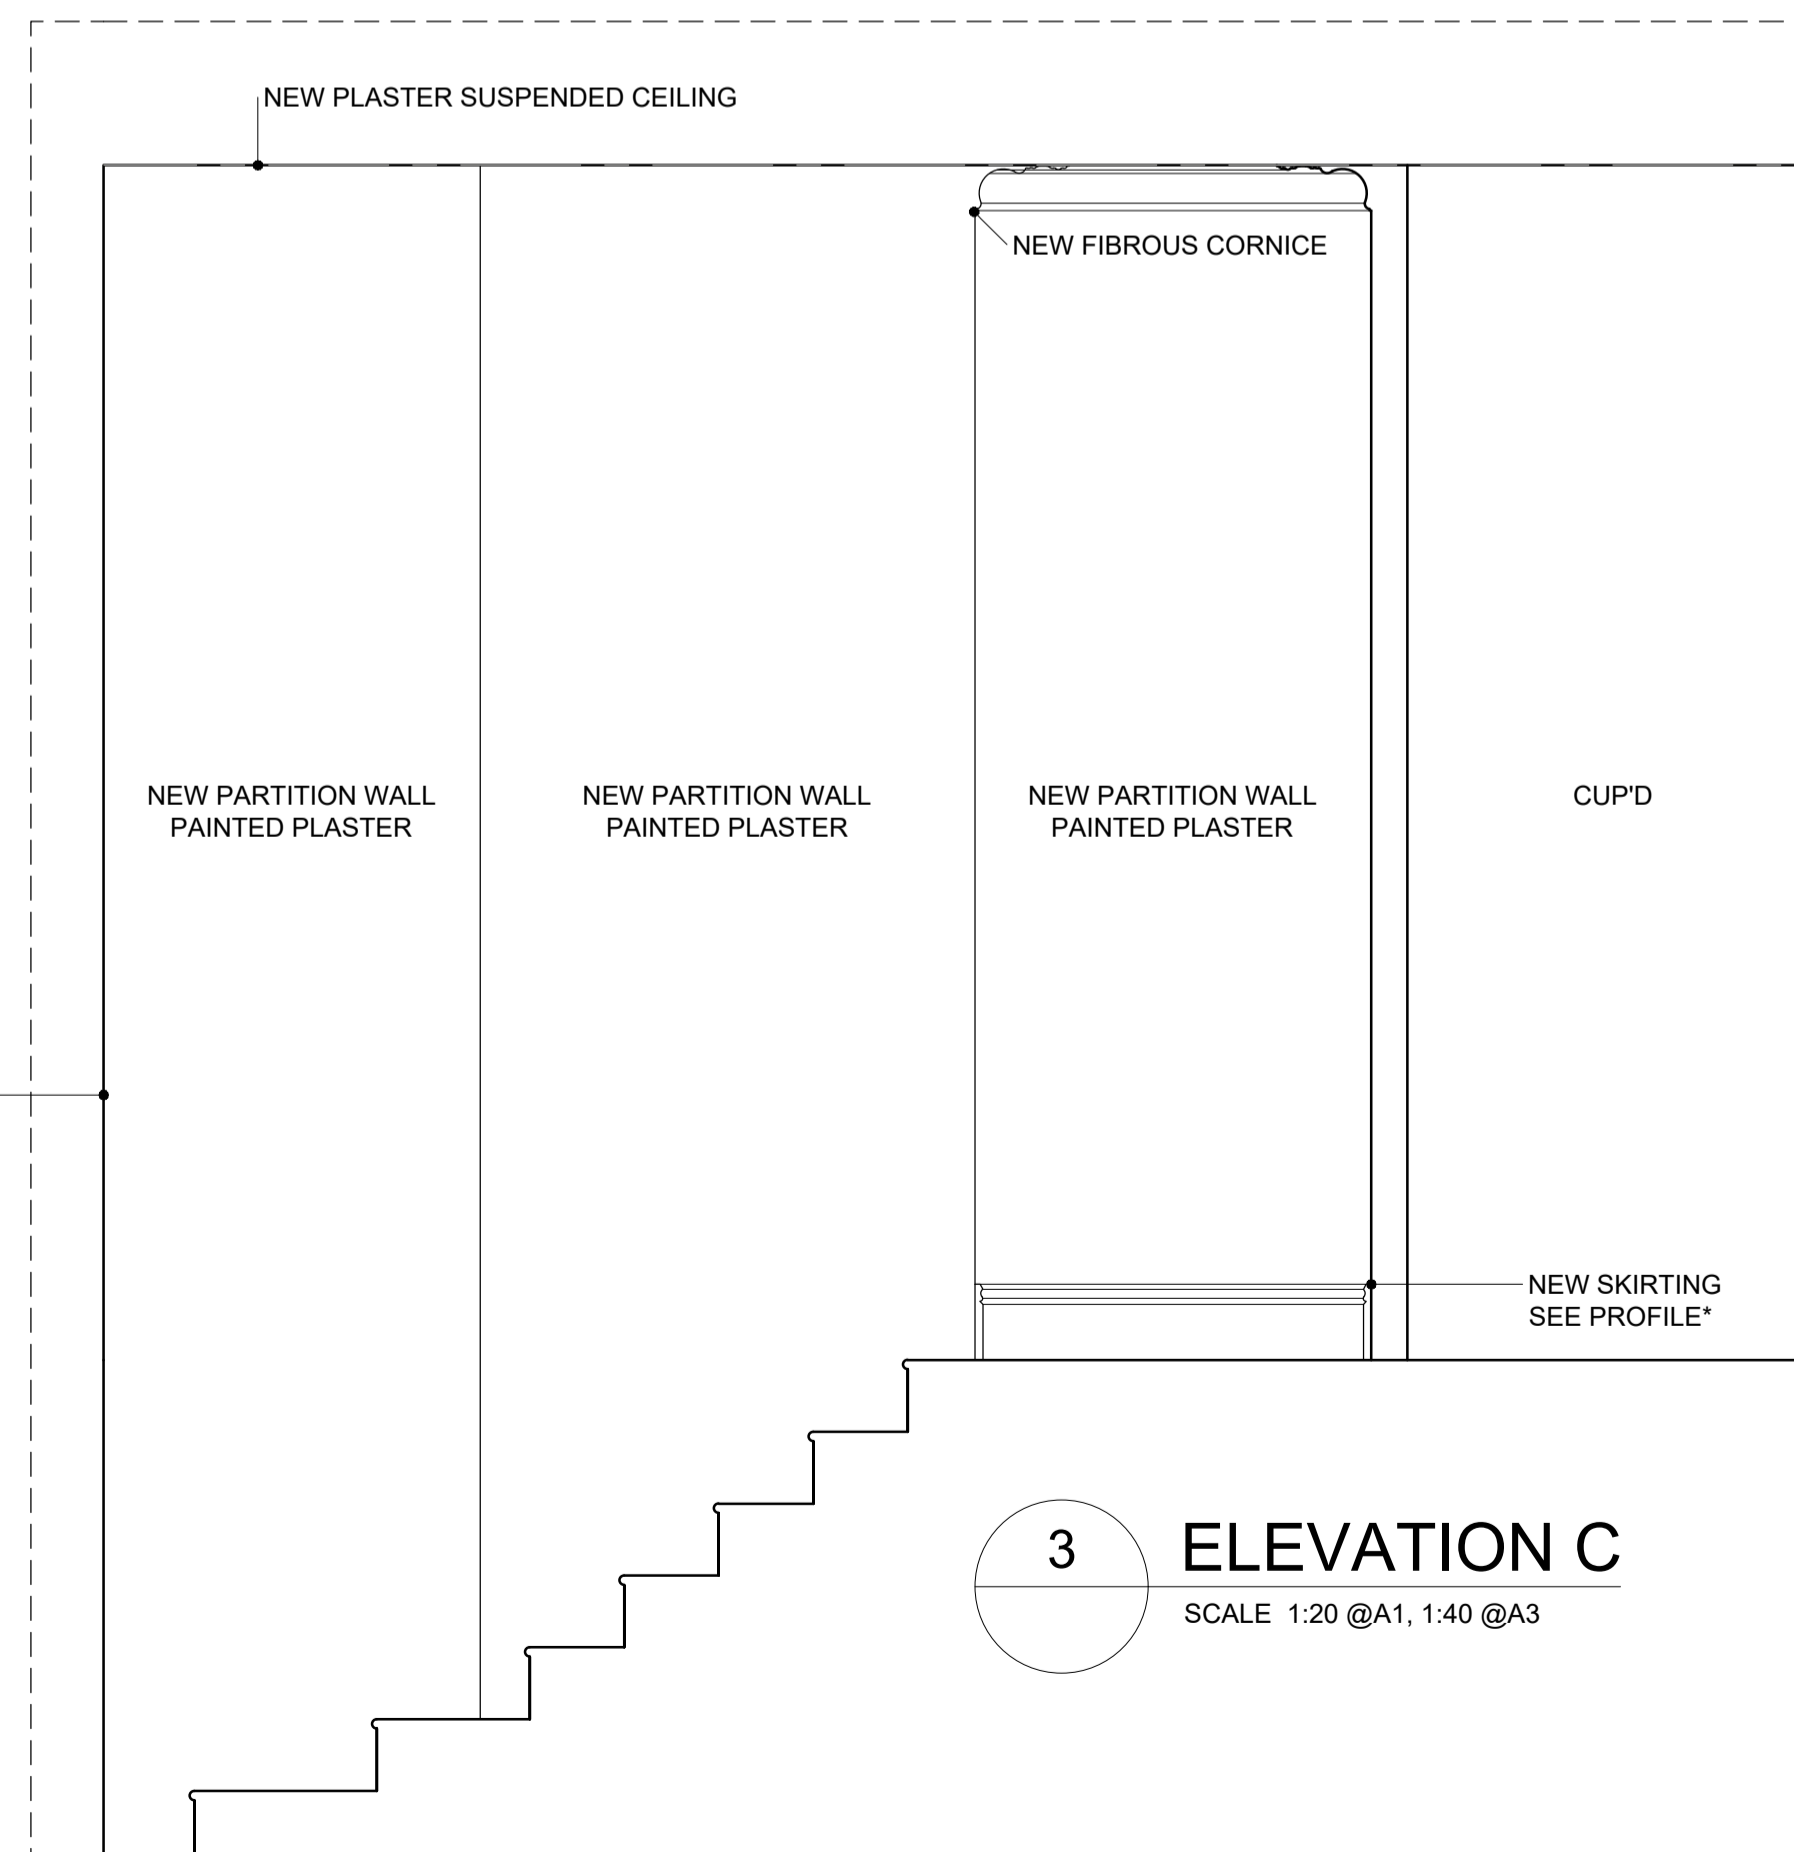 NEW PLASTER SUSPENDED CEILING
NEW FIBROUS CORNICE
NEW PARTITION WALL
PAINTED PLASTER
NEW PARTITION WALL
PAINTED PLASTER
NEW PARTITION WALL
PAINTED PLASTER
CUP'D
NEW SKIRTING
SEE PROFILE*
3
ELEVATION C
SCALE 1:20 @A1, 1:40 @A3